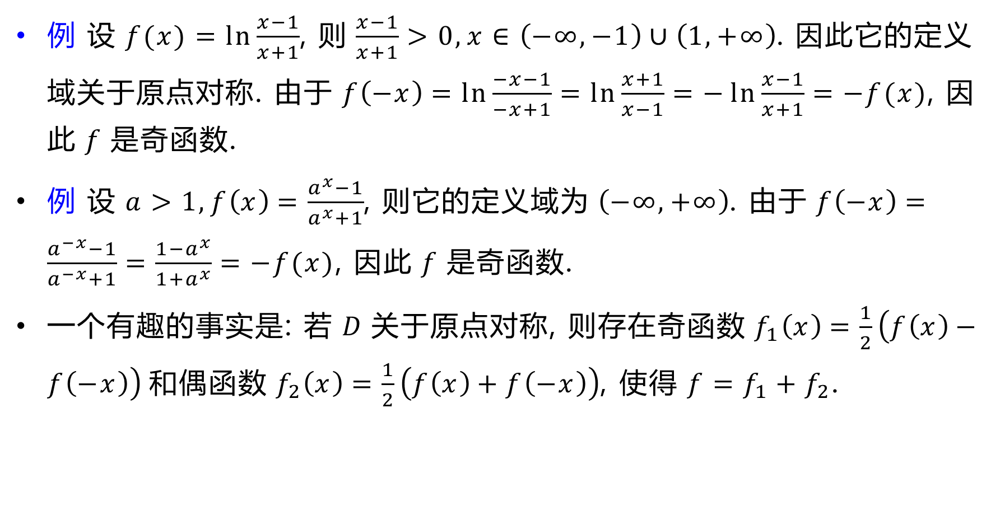 • 例 设 $f(x) = \ln \frac{x-1}{x+1}$, 则 $\frac{x-1}{x+1} > 0, x \in (-\infty, -1) \cup (1, +\infty)$. 因此它的定义
域关于原点对称. 由于 $f(-x) = \ln \frac{-x-1}{-x+1} = \ln \frac{x+1}{x-1} = -\ln \frac{x-1}{x+1} = -f(x)$, 因
此 $f$ 是奇函数.
• 例 设 $a > 1, f(x) = \frac{a^x-1}{a^x+1}$, 则它的定义域为 $(-\infty, +\infty)$. 由于 $f(-x) =$
$\frac{a^{-x}-1}{a^{-x}+1} = \frac{1-a^x}{1+a^x} = -f(x)$, 因此 $f$ 是奇函数.
• 一个有趣的事实是: 若 $D$ 关于原点对称, 则存在奇函数 $f_1(x) = \frac{1}{2}(f(x) -$
$f(-x))$ 和偶函数 $f_2(x) = \frac{1}{2}(f(x) + f(-x))$, 使得 $f = f_1 + f_2$.